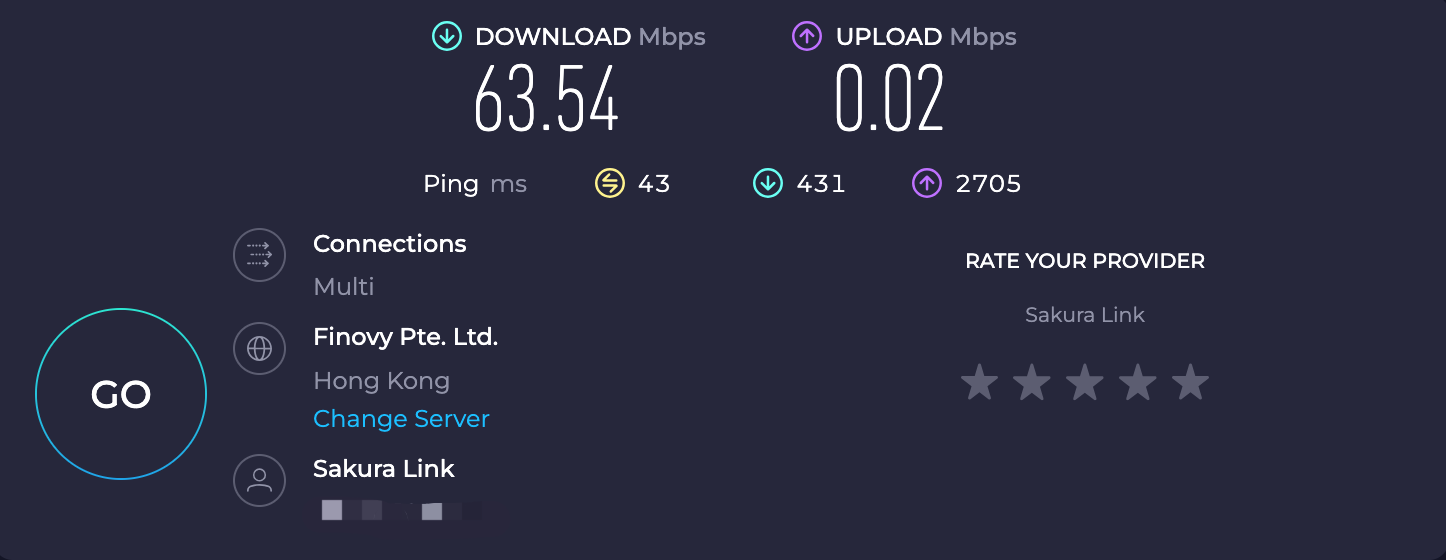 DOWNLOAD Mbps
63.54
UPLOAD Mbps
0.02
Ping ms 43 431 2705
Connections
Multi
Finovy Pte. Ltd.
Hong Kong
Change Server
Sakura Link
GO
RATE YOUR PROVIDER
Sakura Link